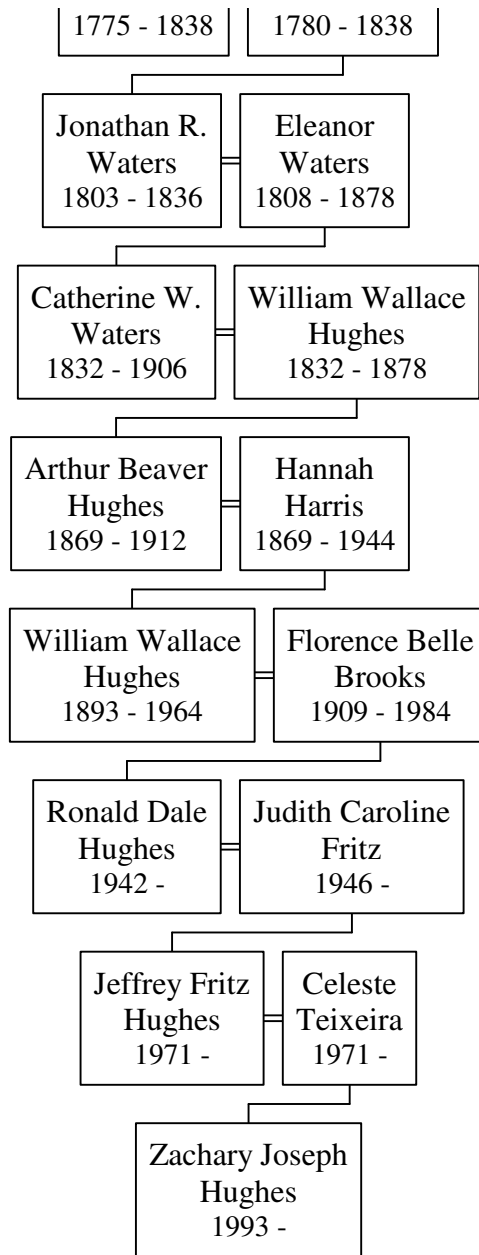 1775 - 1838
1780 - 1838
Jonathan R.
Waters
1803 - 1836
Eleanor
Waters
1808 - 1878
Catherine W.
Waters
1832 - 1906
William Wallace
Hughes
1832 - 1878
Arthur Beaver
Hughes
1869 - 1912
Hannah
Harris
1869 - 1944
William Wallace
Hughes
1893 - 1964
Florence Belle
Brooks
1909 - 1984
Ronald Dale
Hughes
1942 -
Judith Caroline
Fritz
1946 -
Jeffrey Fritz
Hughes
1971 -
Celeste
Teixeira
1971 -
Zachary Joseph
Hughes
1993 -